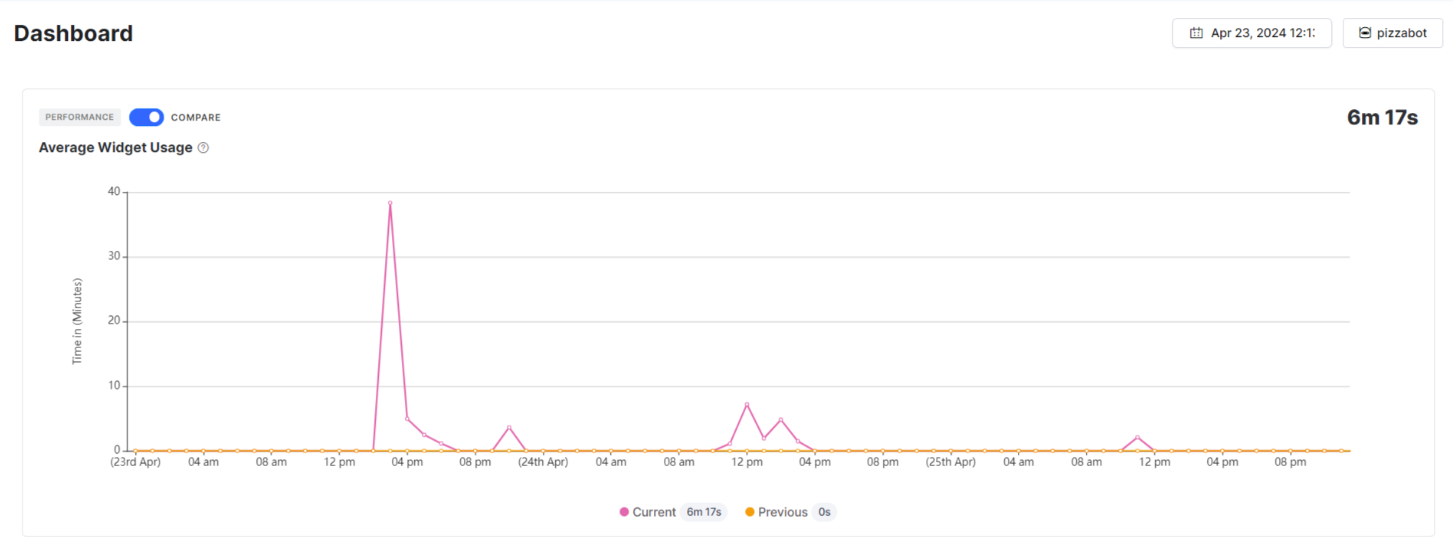 Dashboard
Apr 23, 2024 12:1
pizzabot
PERFORMANCE
COMPARE
6m 17s
Average Widget Usage
Time in (Minutes)
40
30
20
10
0
(23rd Apr) 04 am 08 am 12 pm 04 pm 08 pm (24th Apr) 04 am 08 am 12 pm 04 pm 08 pm (25th Apr) 04 am 08 am 12 pm 04 pm 08 pm
Current 6m 17s Previous 0s